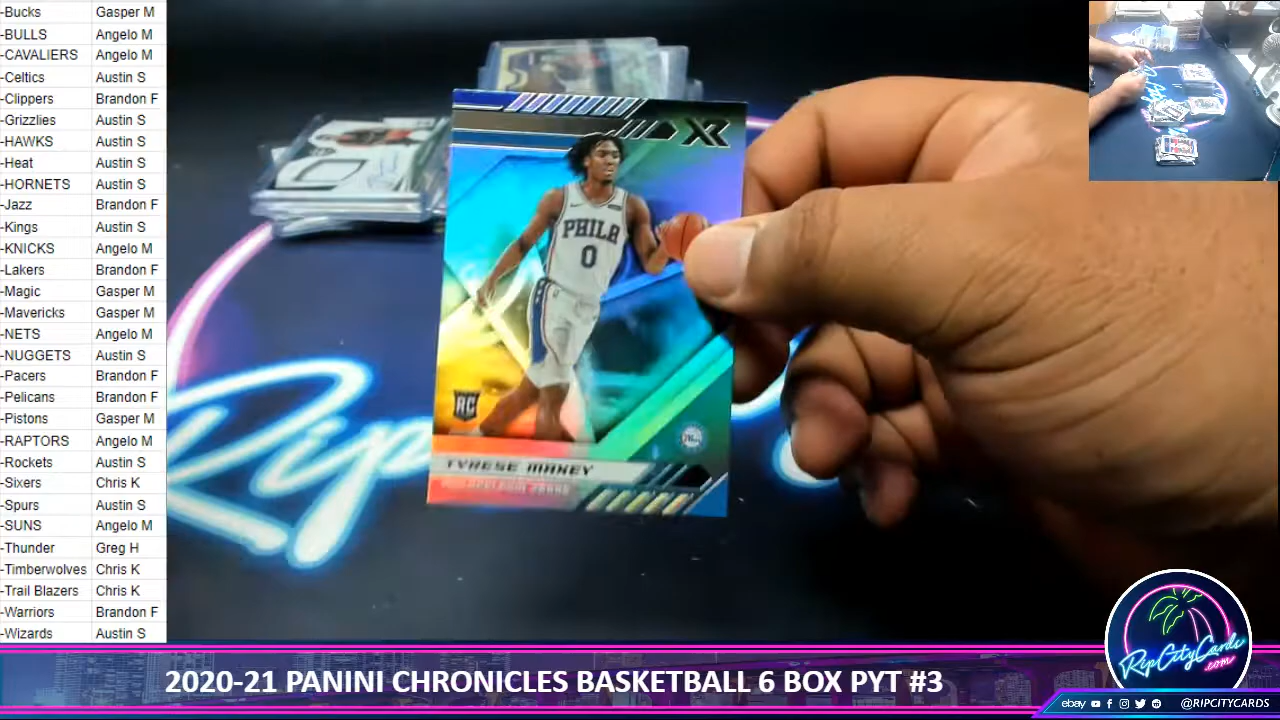 -Bucks Gasper M
-BULLS Angelo M
-CAVALIERS Angelo M
-Celtics Austin S
-Clippers Brandon F
-Grizzlies Austin S
-HAWKS Austin S
-Heat Austin S
-HORNETS Austin S
-Jazz Brandon F
-Kings Austin S
-KNICKS Angelo M
-Lakers Brandon F
-Magic Gasper M
-Mavericks Gasper M
-NETS Angelo M
-NUGGETS Austin S
-Pacers Brandon F
-Pelicans Brandon F
-Pistons Gasper M
-RAPTORS Angelo M
-Rockets Austin S
-Sixers Chris K
-Spurs Austin S
-SUNS Angelo M
-Thunder Greg H
-Timberwolves Chris K
-Trail Blazers Chris K
-Warriors Brandon F
-Wizards Austin S
XR
PHILA
0
RC
TYRESE MAXEY
Rip
RipCityCards
.com
2020-21 PANINI CHRONICLES BASKETBALL 6 BOX PYT #3
ebay @RIPCITYCARDS